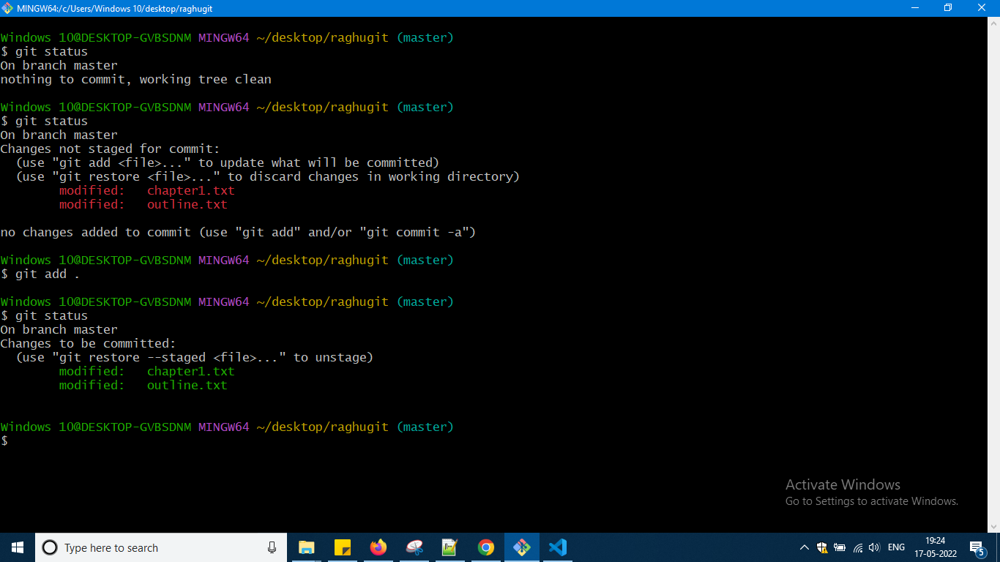 MINGW64:/c/Users/Windows 10/desktop/raghugit
Windows 10@DESKTOP-GVBSDNM MINGW64 ~/desktop/raghugit (master)
$ git status
On branch master
nothing to commit, working tree clean
Windows 10@DESKTOP-GVBSDNM MINGW64 ~/desktop/raghugit (master)
$ git status
On branch master
Changes not staged for commit:
  (use "git add <file>..." to update what will be committed)
  (use "git restore <file>..." to discard changes in working directory)
        modified:   chapter1.txt
        modified:   outline.txt
no changes added to commit (use "git add" and/or "git commit -a")
Windows 10@DESKTOP-GVBSDNM MINGW64 ~/desktop/raghugit (master)
$ git add .
Windows 10@DESKTOP-GVBSDNM MINGW64 ~/desktop/raghugit (master)
$ git status
On branch master
Changes to be committed:
  (use "git restore --staged <file>..." to unstage)
        modified:   chapter1.txt
        modified:   outline.txt
Windows 10@DESKTOP-GVBSDNM MINGW64 ~/desktop/raghugit (master)
$
Activate Windows
Go to Settings to activate Windows.
Type here to search
ENG
19:24
17-05-2022
5